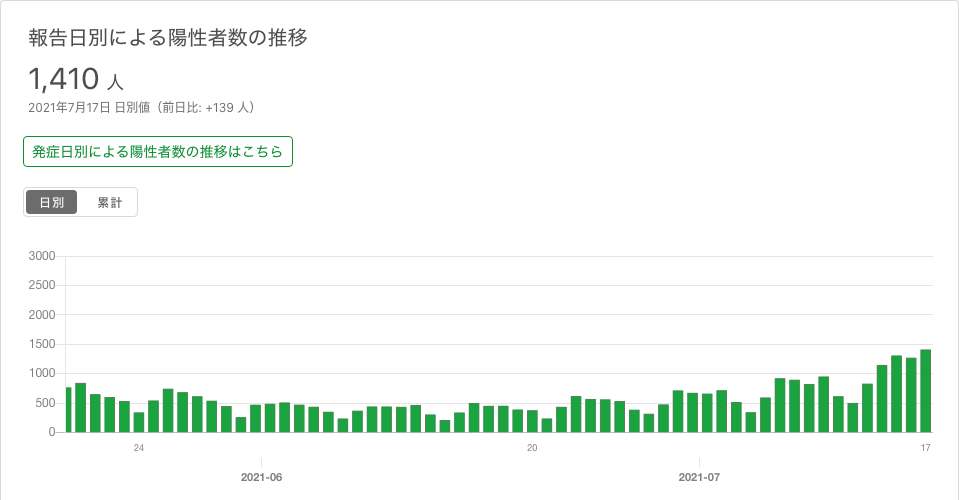 報告日別による陽性者数の推移
1,410 人
2021年7月17日 日別値（前日比: +139 人）
発症日別による陽性者数の推移はこちら
日別 累計
3000
2500
2000
1500
1000
500
0
24 20 17
2021-06 2021-07